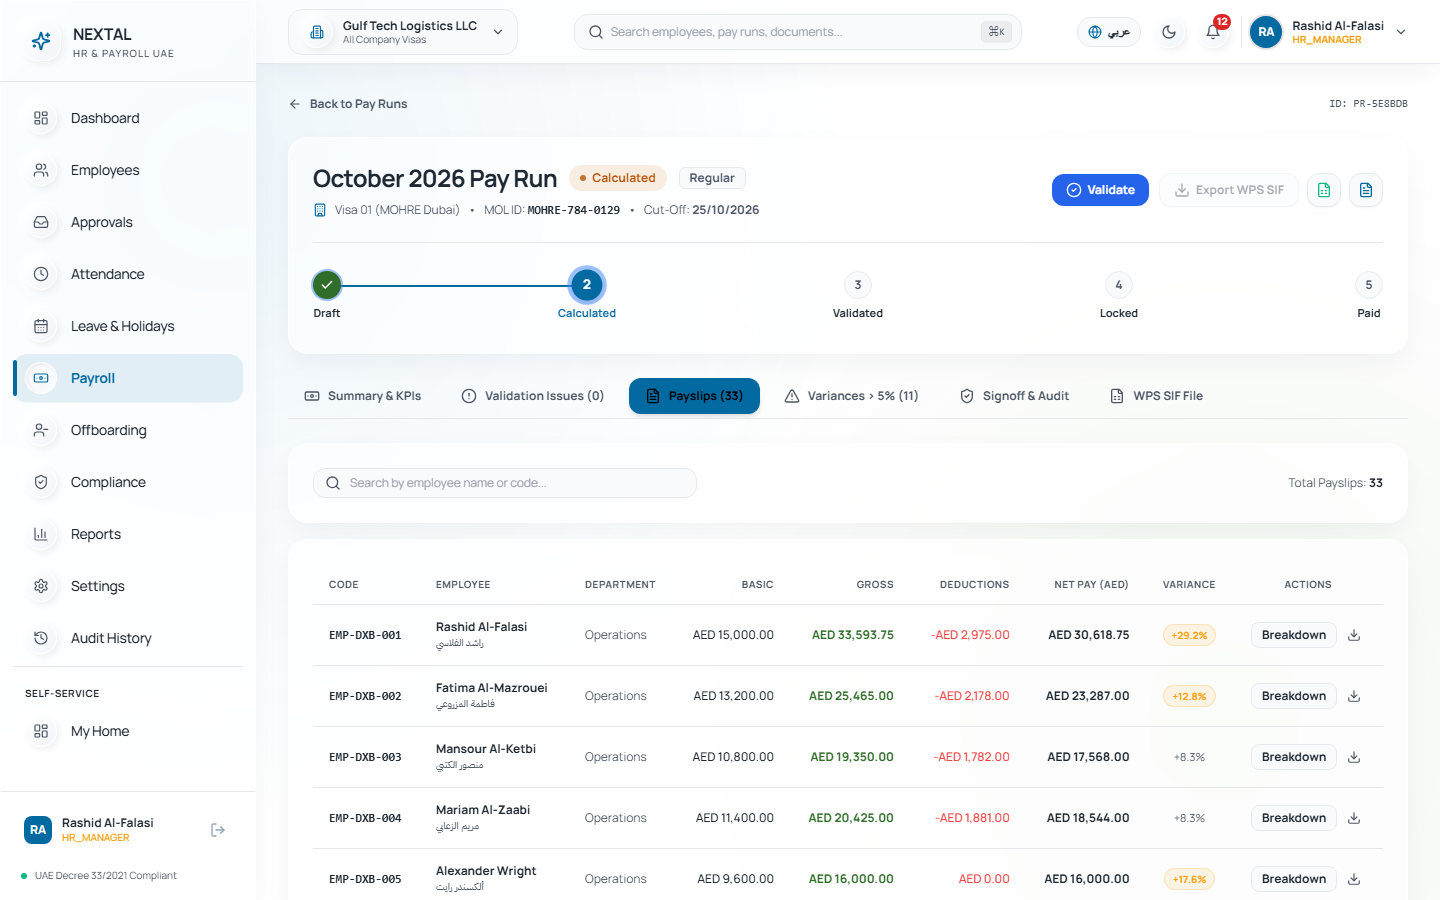 NEXTAL
HR & PAYROLL UAE
Gulf Tech Logistics LLC
All Company Visas
Search employees, pay runs, documents...
⌘K
عربي
12
RA
Rashid Al-Falasi
HR_MANAGER
Dashboard
Employees
Approvals
Attendance
Leave & Holidays
Payroll
Offboarding
Compliance
Reports
Settings
Audit History
SELF-SERVICE
My Home
RA
Rashid Al-Falasi
HR_MANAGER
UAE Decree 33/2021 Compliant
Back to Pay Runs
ID: PR-5E8BDB
October 2026 Pay Run
Calculated
Regular
Visa 01 (MOHRE Dubai) • MOL ID: MOHRE-784-0129 • Cut-Off: 25/10/2026
Validate
Export WPS SIF
2
3
4
5
Draft
Calculated
Validated
Locked
Paid
Summary & KPIs
Validation Issues (0)
Payslips (33)
Variances > 5% (11)
Signoff & Audit
WPS SIF File
Search by employee name or code...
Total Payslips: 33
CODE EMPLOYEE DEPARTMENT BASIC GROSS DEDUCTIONS NET PAY (AED) VARIANCE ACTIONS
EMP-DXB-001 Rashid Al-Falasi Operations AED 15,000.00 AED 33,593.75 -AED 2,975.00 AED 30,618.75 +29.2% Breakdown
راشد الفلاسي
EMP-DXB-002 Fatima Al-Mazrouei Operations AED 13,200.00 AED 25,465.00 -AED 2,178.00 AED 23,287.00 +12.8% Breakdown
فاطمة المزروعي
EMP-DXB-003 Mansour Al-Ketbi Operations AED 10,800.00 AED 19,350.00 -AED 1,782.00 AED 17,568.00 +8.3% Breakdown
منصور الكتبي
EMP-DXB-004 Mariam Al-Zaabi Operations AED 11,400.00 AED 20,425.00 -AED 1,881.00 AED 18,544.00 +8.3% Breakdown
مريم الزعابي
EMP-DXB-005 Alexander Wright Operations AED 9,600.00 AED 16,000.00 AED 0.00 AED 16,000.00 +17.6% Breakdown
ألكسندر رايت